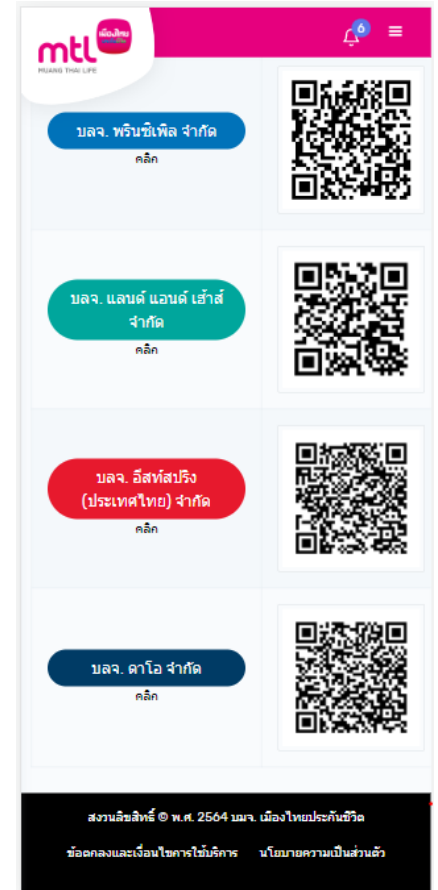 mtl เมืองไทย
MUANG THAI LIFE
6
บลจ. พรินซิเพิล จำกัด
คลิก
บลจ. แลนด์ แอนด์ เฮ้าส์
จำกัด
คลิก
บลจ. อีสท์สปริง
(ประเทศไทย) จำกัด
คลิก
บลจ. ดาโอ จำกัด
คลิก
สงวนลิขสิทธิ์ © พ.ศ. 2564 บมจ. เมืองไทยประกันชีวิต
ข้อตกลงและเงื่อนไขการใช้บริการ นโยบายความเป็นส่วนตัว